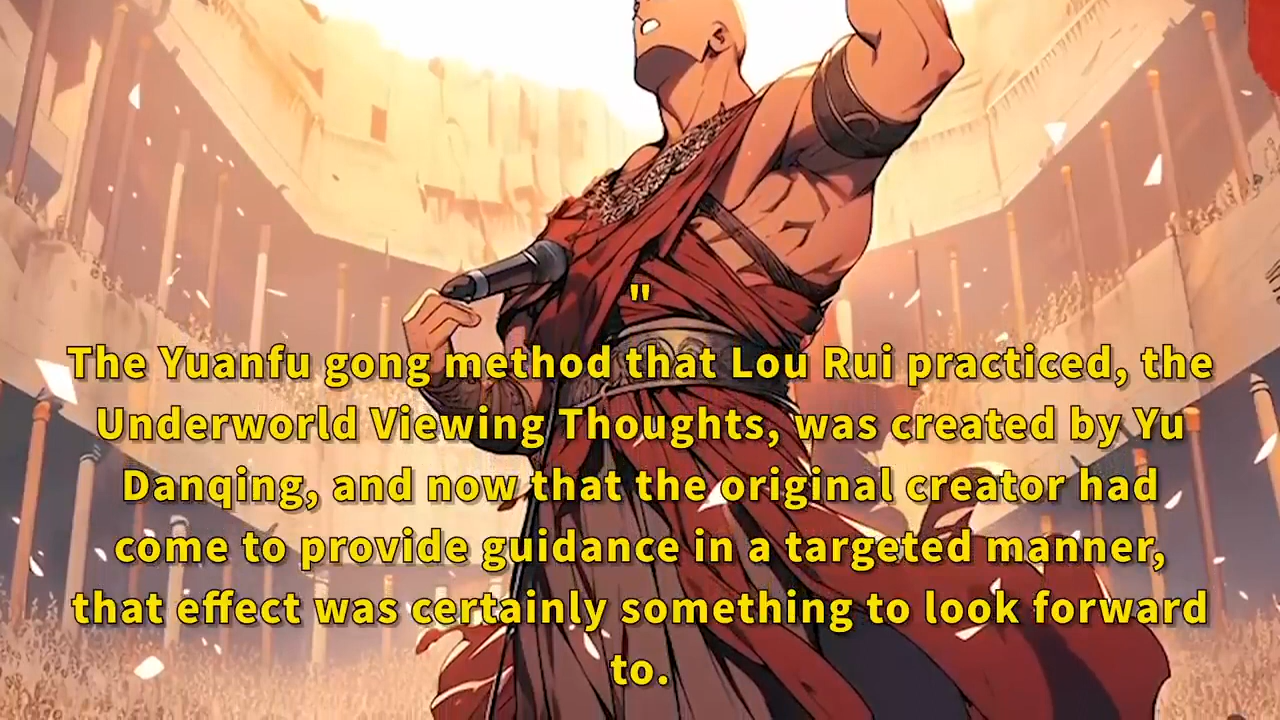 "
The Yuanfu gong method that Lou Rui practiced, the
Underworld Viewing Thoughts, was created by Yu
Danqing, and now that the original creator had
come to provide guidance in a targeted manner,
that effect was certainly something to look forward
to.
"